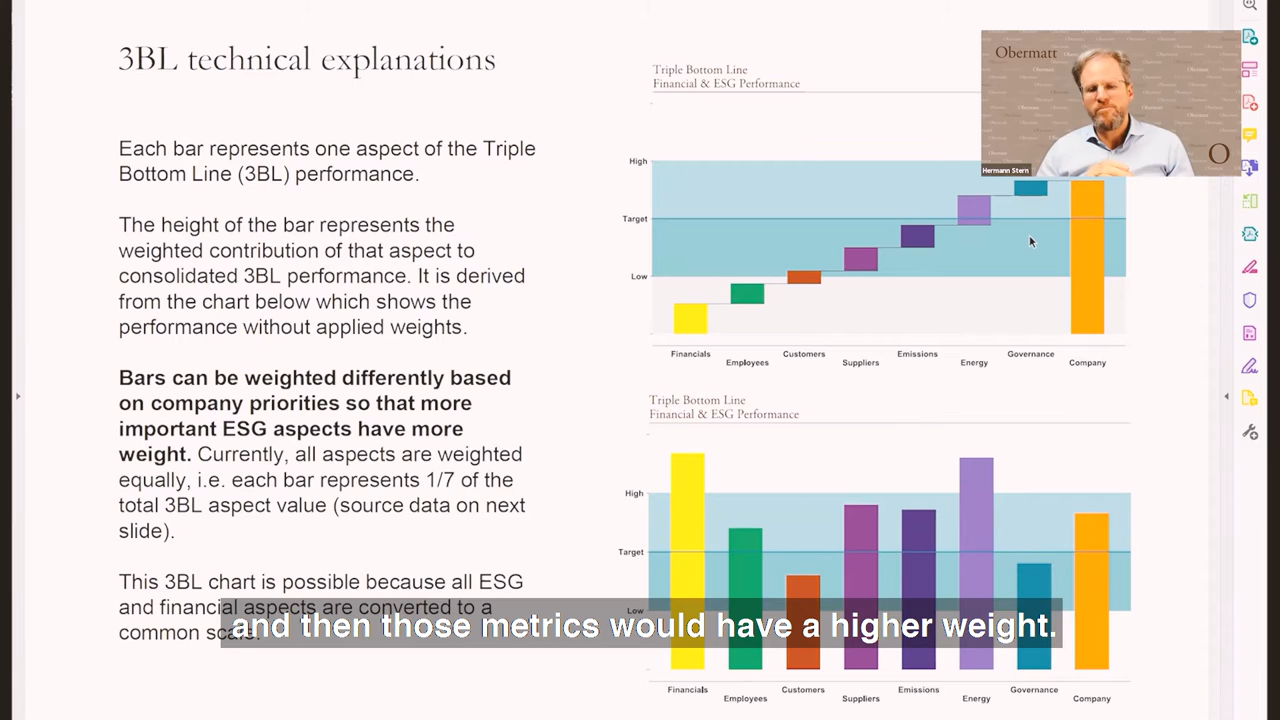 3BL technical explanations
Each bar represents one aspect of the Triple
Bottom Line (3BL) performance.
The height of the bar represents the
weighted contribution of that aspect to
consolidated 3BL performance. It is derived
from the chart below which shows the
performance without applied weights.
Bars can be weighted differently based
on company priorities so that more
important ESG aspects have more
weight. Currently, all aspects are weighted
equally, i.e. each bar represents 1/7 of the
total 3BL aspect value (source data on next
slide).
This 3BL chart is possible because all ESG
and financial aspects are converted to a
common scale.
Triple Bottom Line
Financial & ESG Performance
High
Target
Low
Financials
Employees
Customers
Suppliers
Emissions
Energy
Governance
Company
Triple Bottom Line
Financial & ESG Performance
High
Target
Low
Financials
Employees
Customers
Suppliers
Emissions
Energy
Governance
Company
Obermatt
O
Hermann Stern
and then those metrics would have a higher weight.